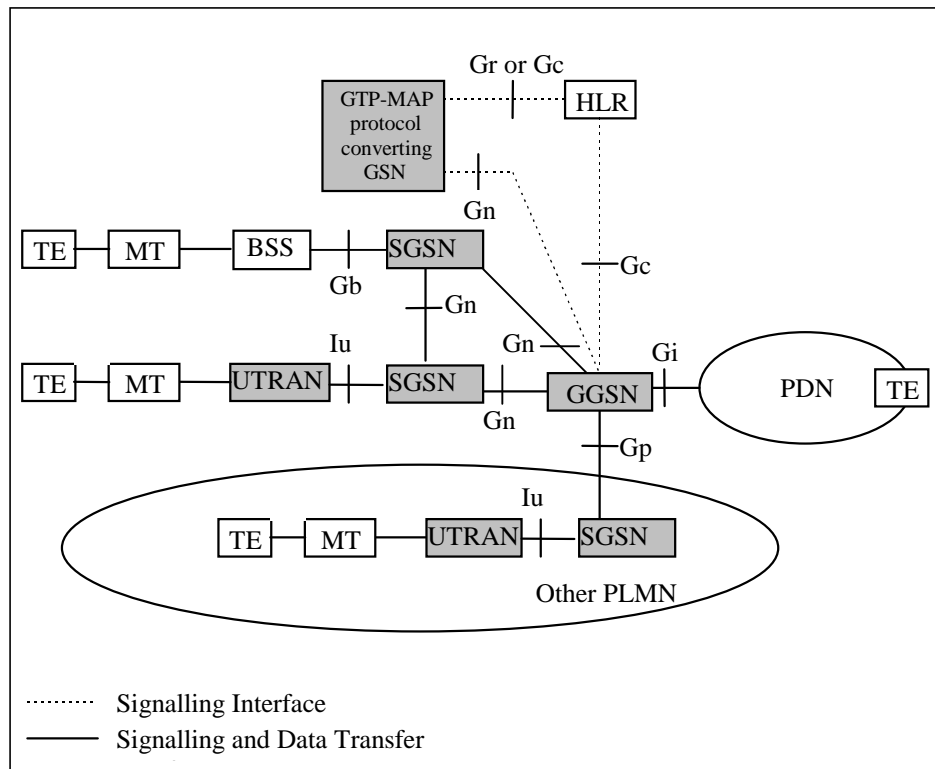 Gr or Gc
GTP-MAP
protocol
converting
GSN
HLR
Gn
TE
MT
BSS
SGSN
Gb
Gn
Gc
Gn
TE
MT
UTRAN
Iu
SGSN
Gn
GGSN
Gi
PDN
TE
Gp
TE
MT
UTRAN
Iu
SGSN
Other PLMN
Signalling Interface
Signalling and Data Transfer